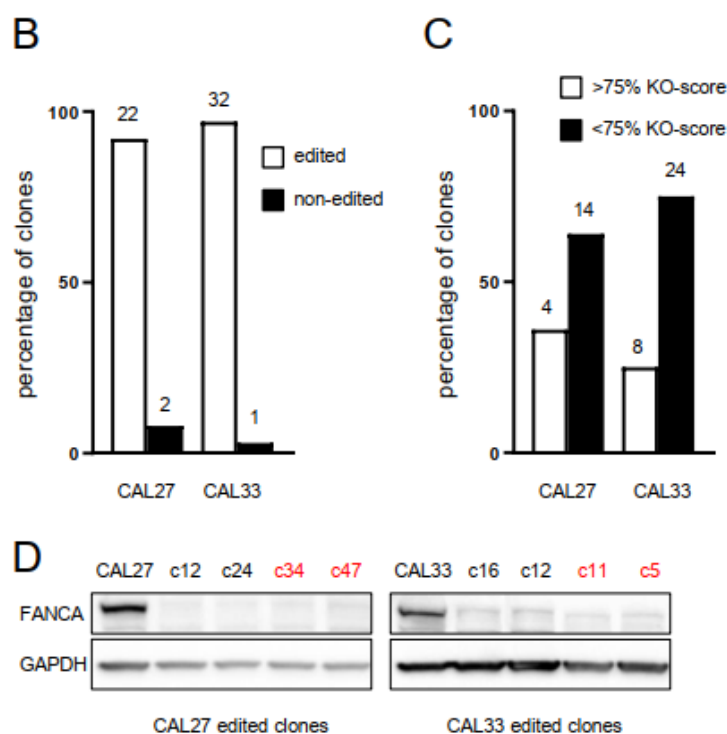 B
percentage of clones
100
50
0
22
2
32
1
edited
non-edited
CAL27 CAL33
C
percentage of clones
100
50
0
>75% KO-score
<75% KO-score
4
14
8
24
CAL27 CAL33
D
CAL27 c12 c24 c34 c47
CAL33 c16 c12 c11 c5
FANCA
GAPDH
CAL27 edited clones
CAL33 edited clones